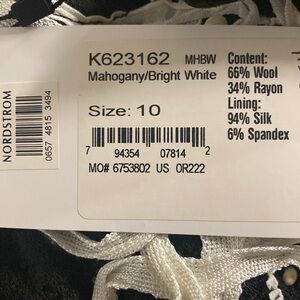 K623162 MHBW
Mahogany/Bright White
Size: 10
7 94354 07814 2
MO# 6753802 US 0R222
Content:
66% Wool
34% Rayon
Lining:
94% Silk
6% Spandex
NORDSTROM
0657 4815 3494